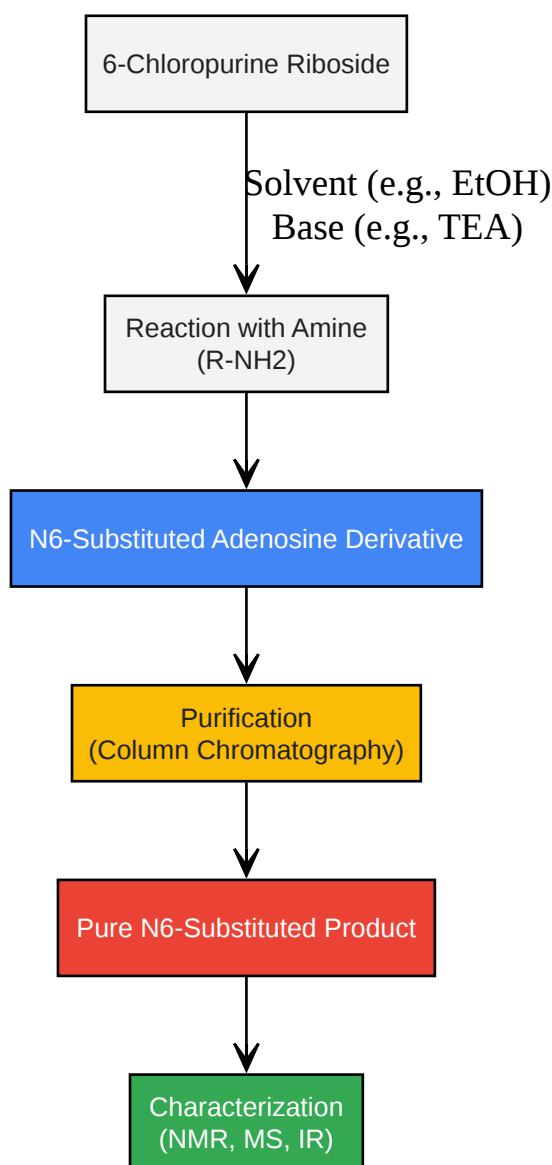 6-Chloropurine Riboside
Solvent (e.g., EtOH)
Base (e.g., TEA)
Reaction with Amine
(R-NH2)
N6-Substituted Adenosine Derivative
Purification
(Column Chromatography)
Pure N6-Substituted Product
Characterization
(NMR, MS, IR)